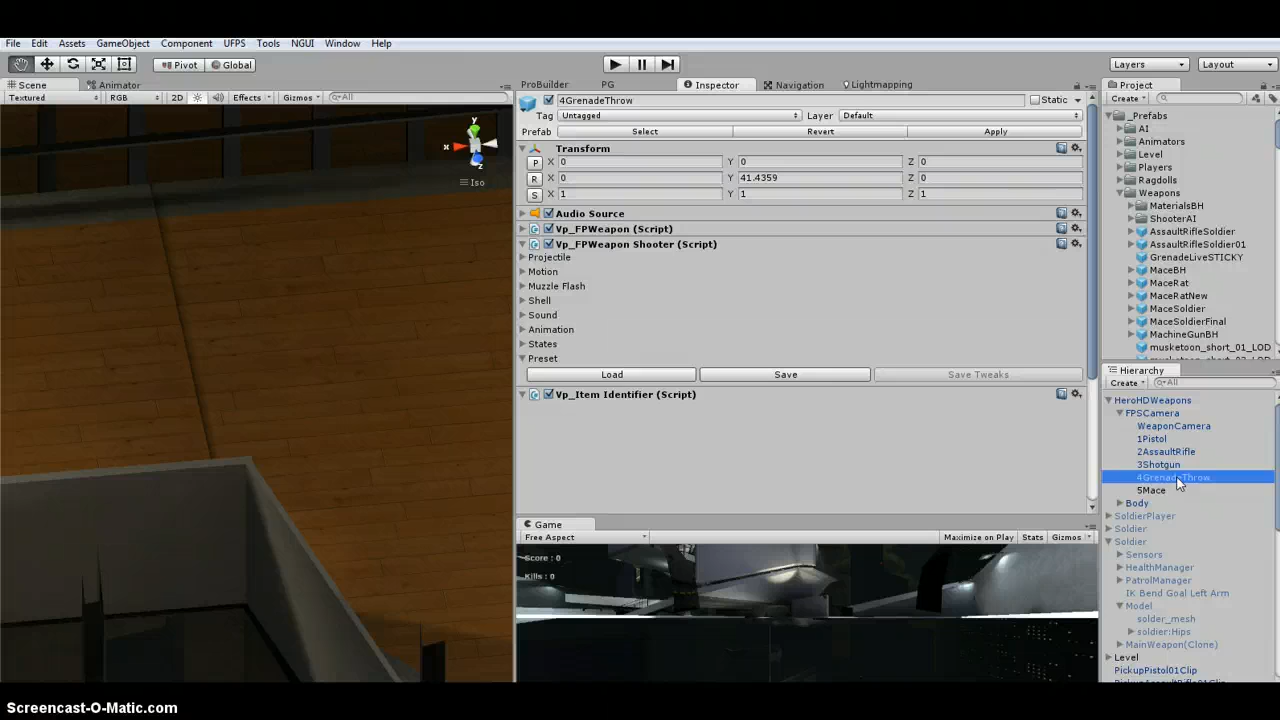 File Edit Assets GameObject Component UFPS Tools NGUI Window Help
Pivot Global Layers Layout
Scene Animator
Textured RGB 2D Effects Gizmos All
ProBuilder PG Inspector Navigation Lightmapping
4GrenadeThrow Static
Tag Untagged Layer Default
Prefab Select Revert Apply
Transform
P X 0 Y 0 Z 0
R X 0 Y 41.4359 Z 0
S X 1 Y 1 Z 1
Audio Source
Vp_FPWeapon (Script)
Vp_FPWeapon Shooter (Script)
Projectile
Motion
Muzzle Flash
Shell
Sound
Animation
States
Preset
Load Save Save Tweaks
Vp_Item Identifier (Script)
y
x
z
Iso
Game
Free Aspect Maximize on Play Stats Gizmos
Score : 0
Kills : 0
Project
Create
_Prefabs
AI
Animators
Level
Players
Ragdolls
Weapons
MaterialsBH
ShooterAI
AssaultRifleSoldier
AssaultRifleSoldier01
GrenadeLiveSTICKY
MaceBH
MaceRat
MaceRatNew
MaceSoldier
MaceSoldierFinal
MachineGunBH
musketoon_short_01_LOD
Hierarchy
Create All
HeroHDWeapons
FPSCamera
WeaponCamera
1Pistol
2AssaultRifle
3Shotgun
4GrenadeThrow
5Mace
Body
SoldierPlayer
Soldier
Soldier
Sensors
HealthManager
PatrolManager
IK Bend Goal Left Arm
Model
solder_mesh
soldier:Hips
MainWeapon(Clone)
Level
PickupPistol01Clip
Screencast-O-Matic.com